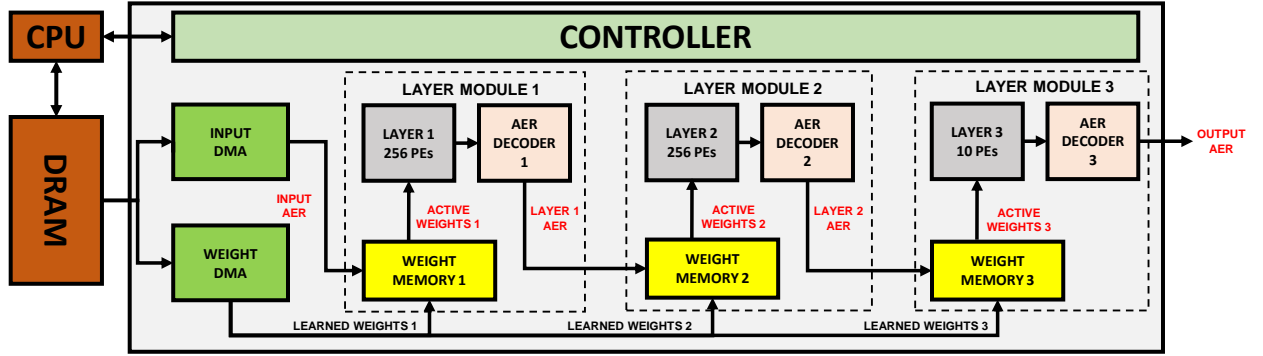 CPU
CONTROLLER
DRAM
INPUT
DMA
WEIGHT
DMA
INPUT
AER
LAYER MODULE 1
LAYER 1
256 PEs
AER
DECODER
1
ACTIVE
WEIGHTS 1
LAYER 1
AER
WEIGHT
MEMORY 1
LEARNED WEIGHTS 1
LAYER MODULE 2
LAYER 2
256 PEs
AER
DECODER
2
ACTIVE
WEIGHTS 2
LAYER 2
AER
WEIGHT
MEMORY 2
LEARNED WEIGHTS 2
LAYER MODULE 3
LAYER 3
10 PEs
AER
DECODER
3
ACTIVE
WEIGHTS 3
WEIGHT
MEMORY 3
LEARNED WEIGHTS 3
OUTPUT
AER